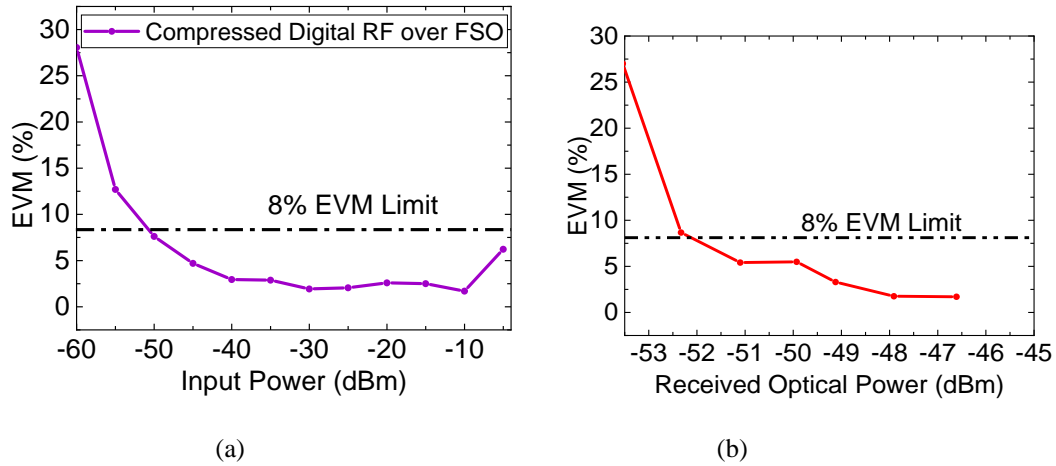 Compressed Digital RF over FSO
30
25
20
15
10
5
0
EVM (%)
8% EVM Limit
-60 -50 -40 -30 -20 -10
Input Power (dBm)
(a)
30
25
20
15
10
5
0
EVM (%)
8% EVM Limit
-53 -52 -51 -50 -49 -48 -47 -46 -45
Received Optical Power (dBm)
(b)